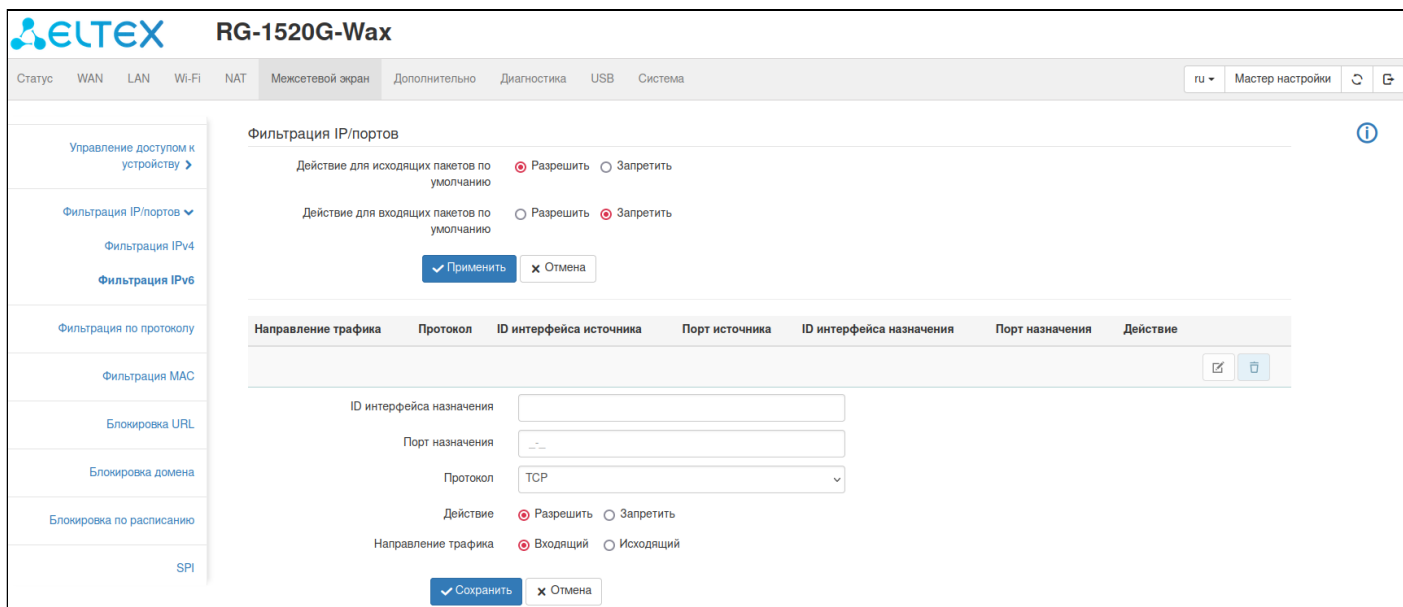 ELTEX RG-1520G-Wax
Статус WAN LAN Wi-Fi NAT Межсетевой экран Дополнительно Диагностика USB Система ru Мастер настройки
Управление доступом к
устройству
Фильтрация IP/портов
Фильтрация IPv4
Фильтрация IPv6
Фильтрация по протоколу
Фильтрация MAC
Блокировка URL
Блокировка домена
Блокировка по расписанию
SPI
Фильтрация IP/портов
Действие для исходящих пакетов по
умолчанию
Разрешить Запретить
Действие для входящих пакетов по
умолчанию
Разрешить Запретить
Применить Отмена
Направление трафика Протокол ID интерфейса источника Порт источника ID интерфейса назначения Порт назначения Действие
ID интерфейса назначения
Порт назначения _-_
Протокол TCP
Действие Разрешить Запретить
Направление трафика Входящий Исходящий
Сохранить Отмена